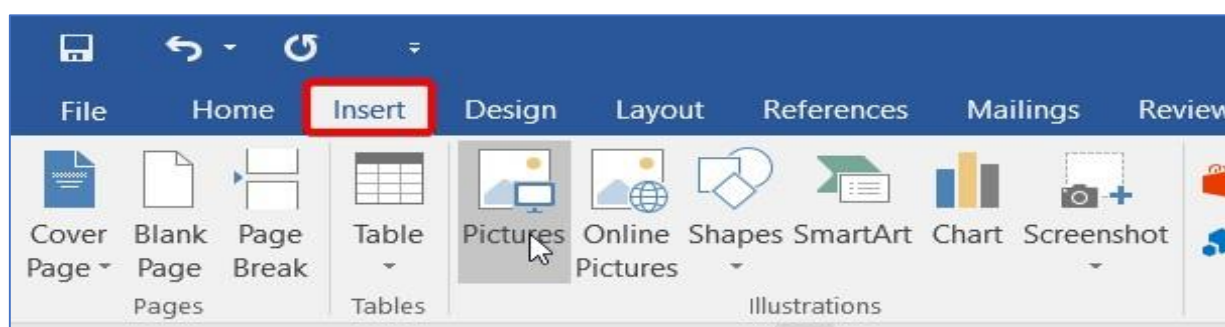 File Home Insert Design Layout References Mailings Review
Cover Blank Page Table Pictures Online Shapes SmartArt Chart Screenshot
Page Page Break Pictures
Pages Tables Illustrations